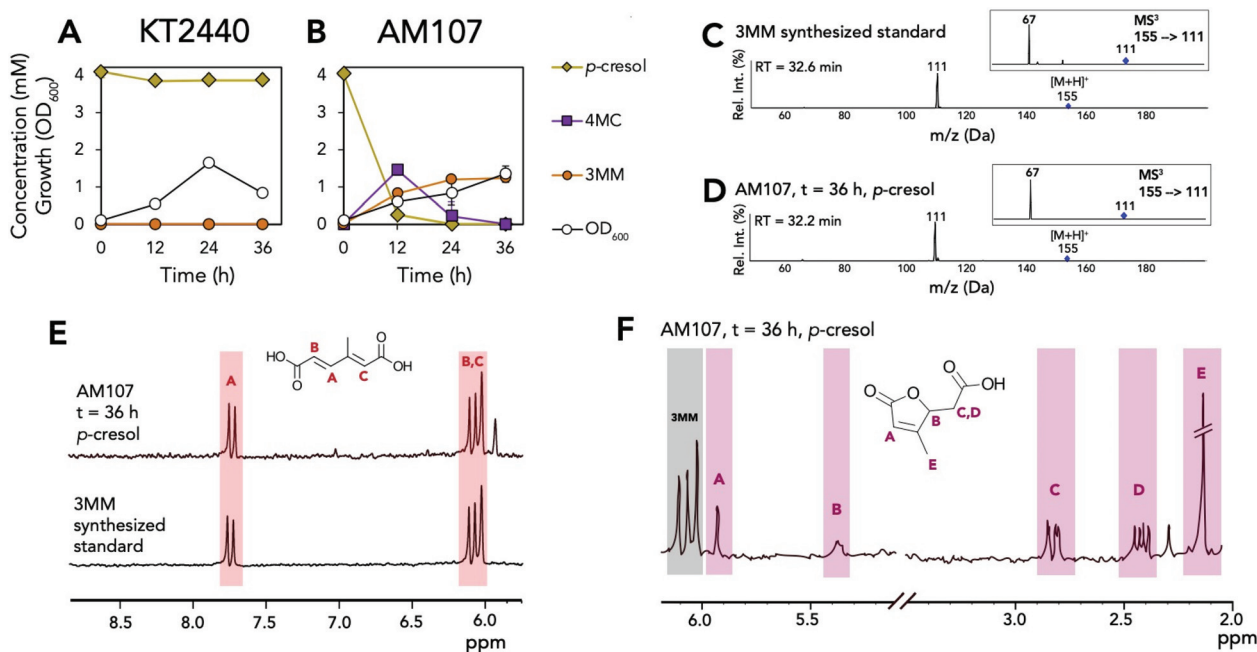 A KT2440
B AM107
Concentration (mM)
Growth (OD600)
4
3
2
1
0
0 12 24 36
Time (h)
4
3
2
1
0
0 12 24 36
Time (h)
p-cresol
4MC
3MM
OD600
C 3MM synthesized standard
Rel. Int. (%)
RT = 32.6 min
111
67
MS3
155 --> 111
111
[M+H]+
155
60 80 100 120 140 160 180
m/z (Da)
D AM107, t = 36 h, p-cresol
Rel. Int. (%)
RT = 32.2 min
111
67
MS3
155 --> 111
111
[M+H]+
155
60 80 100 120 140 160 180
m/z (Da)
E
AM107
t = 36 h
p-cresol
3MM
synthesized
standard
A
B,C
HO
O
B
A
C
O
OH
8.5 8.0 7.5 7.0 6.5 6.0
ppm
F AM107, t = 36 h, p-cresol
3MM
A
B
C
D
E
O
O
O
OH
A
B
C,D
E
6.0 5.5 3.0 2.5 2.0
ppm